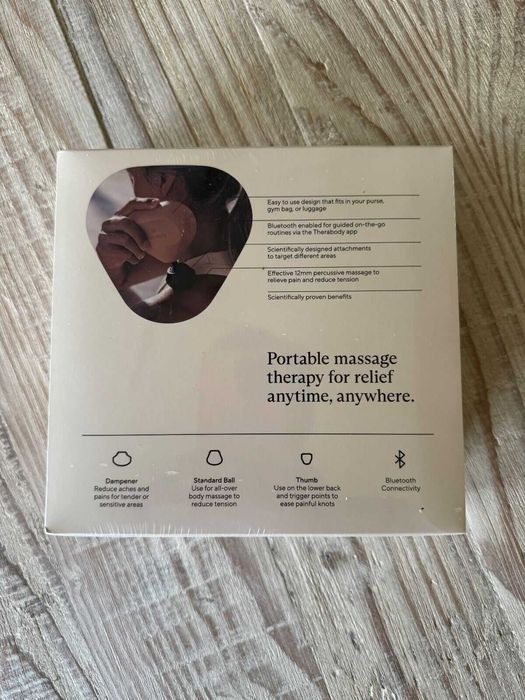 Easy to use design that fits in your purse,
gym bag, or luggage
Bluetooth enabled for guided on-the-go
routines via the Therabody app
Scientifically designed attachments
to target different areas
Effective 12mm percussive massage to
relieve pain and reduce tension
Scientifically proven benefits
Portable massage
therapy for relief
anytime, anywhere.
Dampener
Reduce aches and
pains for tender or
sensitive areas
Standard Ball
Use for all-over
body massage to
reduce tension
Thumb
Use on the lower back
and trigger points to
ease painful knots
Bluetooth
Connectivity